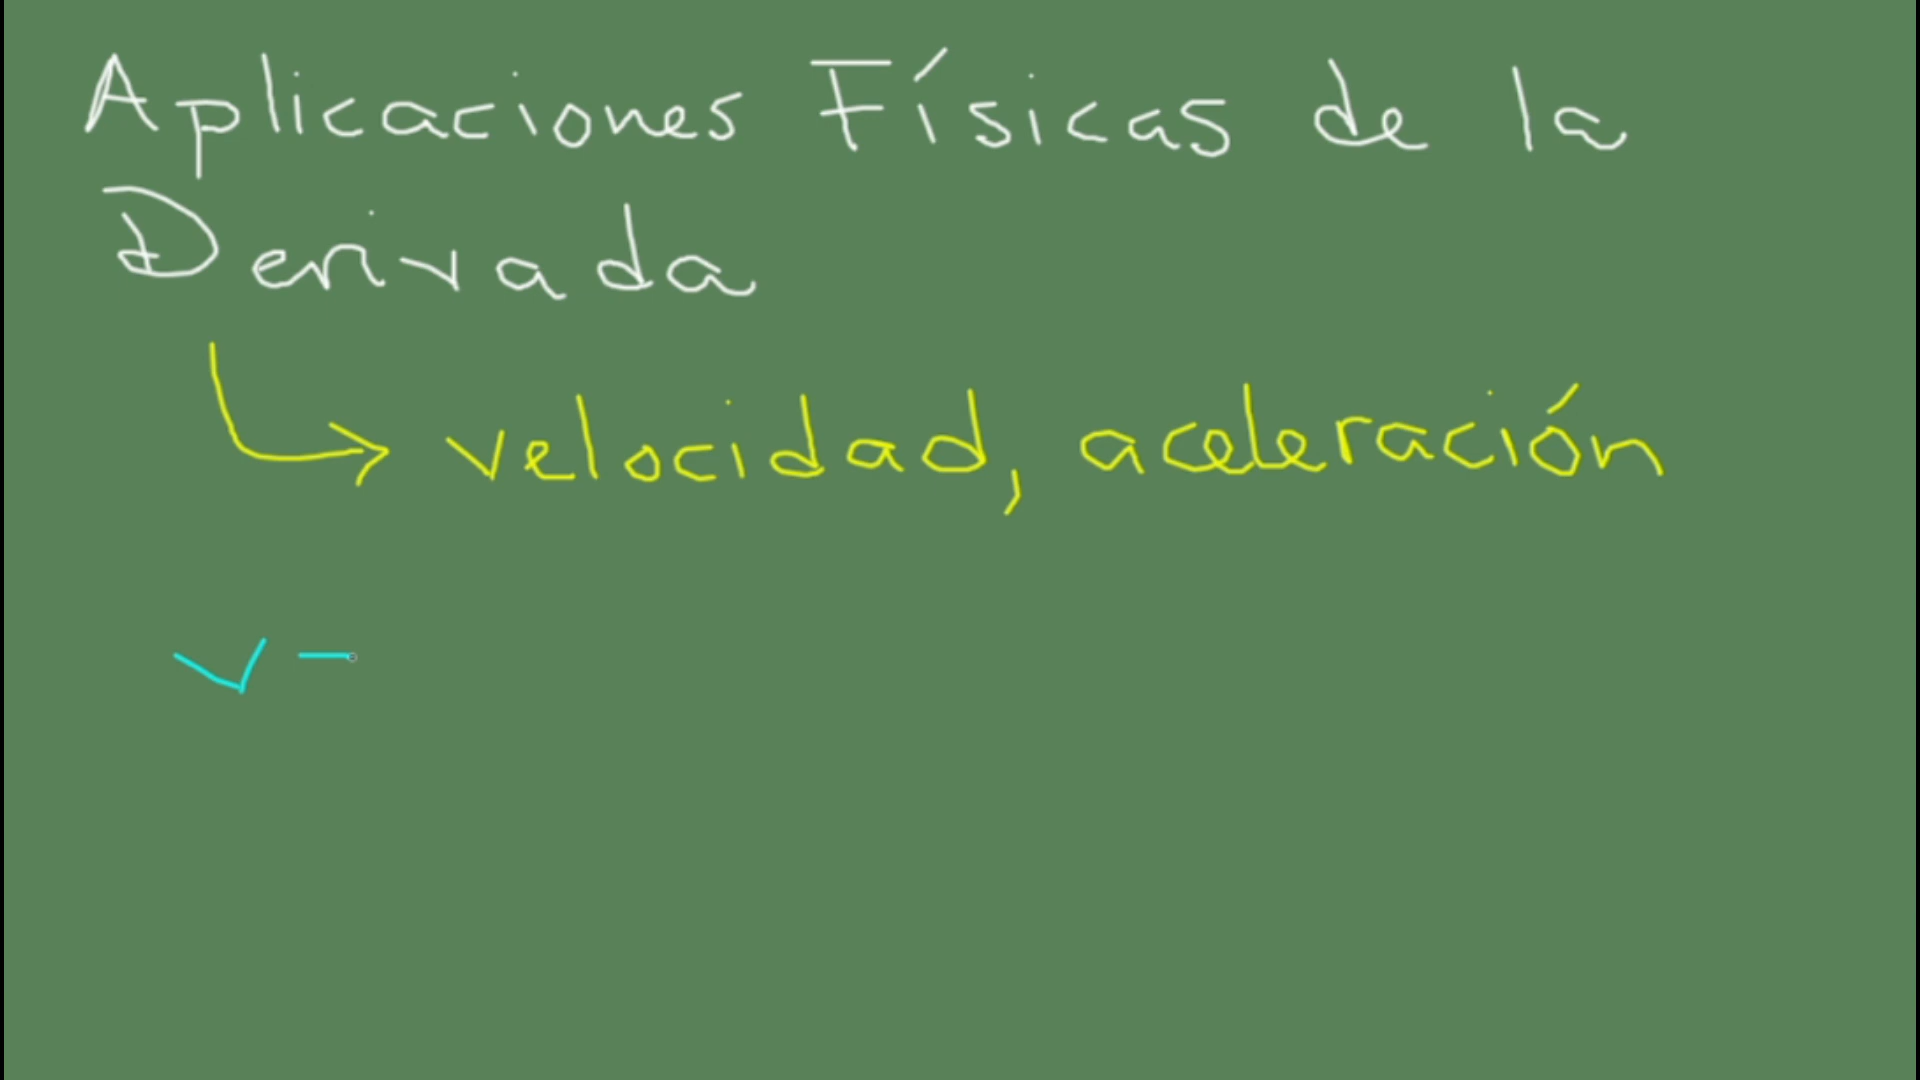 Aplicaciones Físicas de la
Derivada
velocidad, aceleración
v -